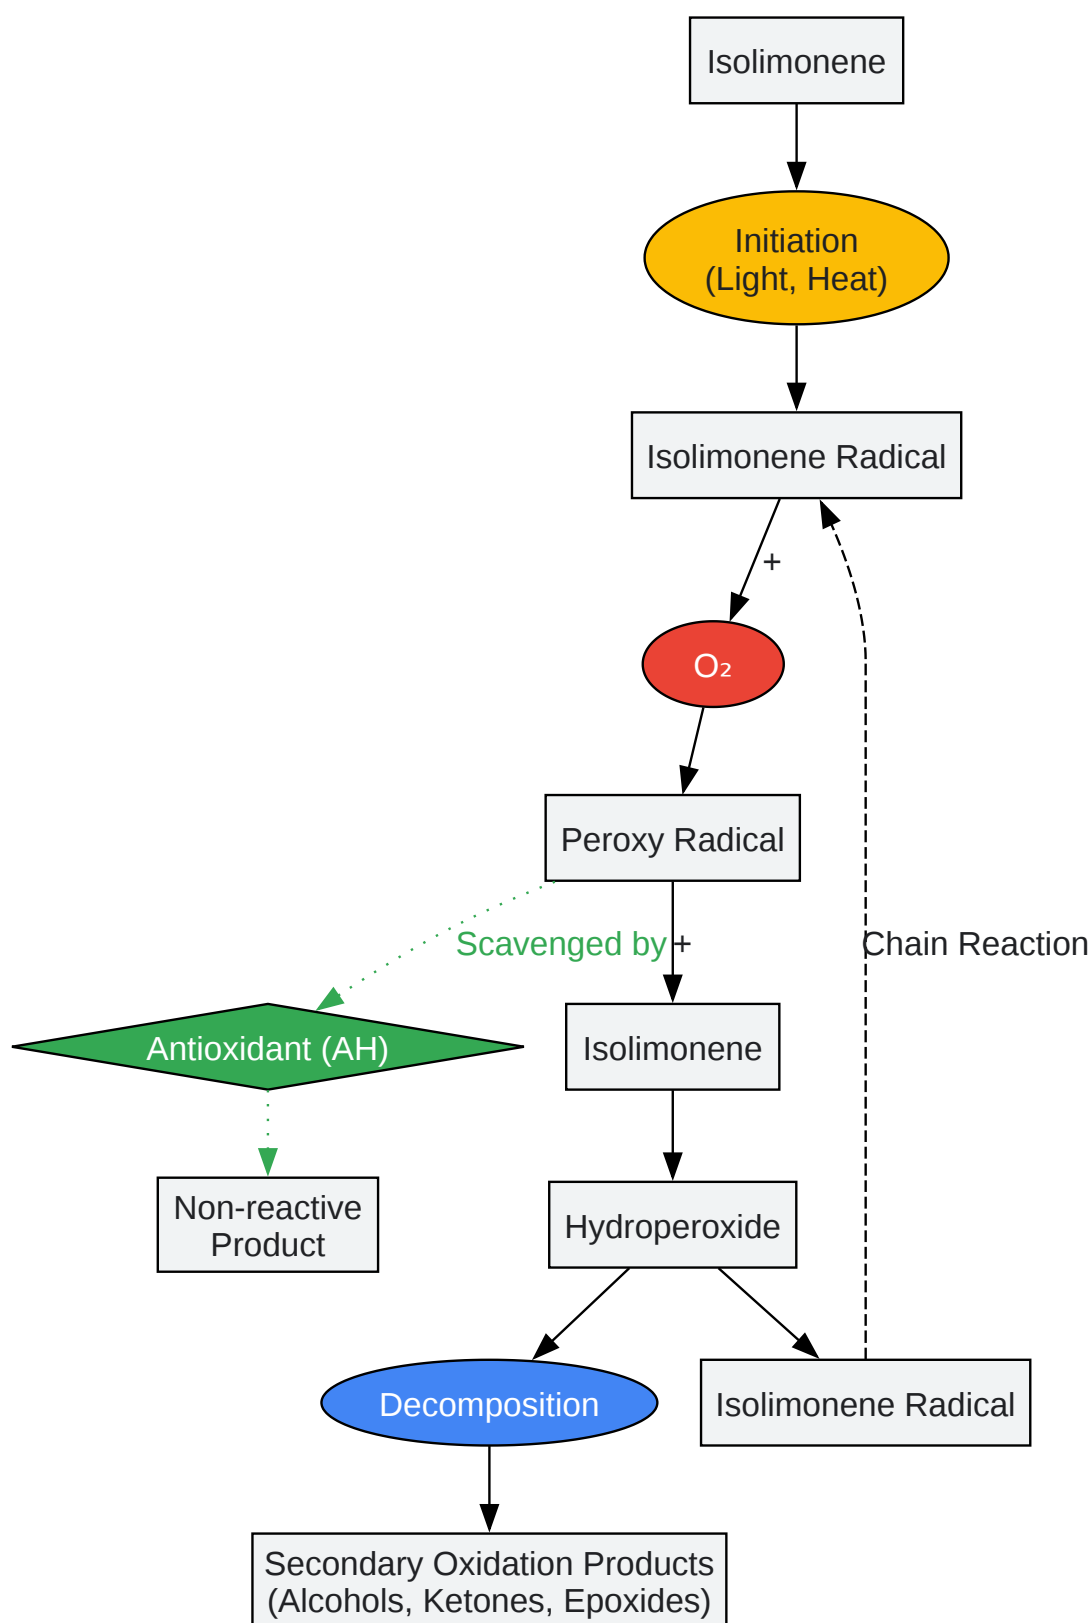 Isolimonene
Initiation
(Light, Heat)
Isolimonene Radical
+
O₂
Peroxy Radical
Scavenged by
+
Chain Reaction
Antioxidant (AH)
Isolimonene
Non-reactive
Product
Hydroperoxide
Decomposition
Isolimonene Radical
Secondary Oxidation Products
(Alcohols, Ketones, Epoxides)